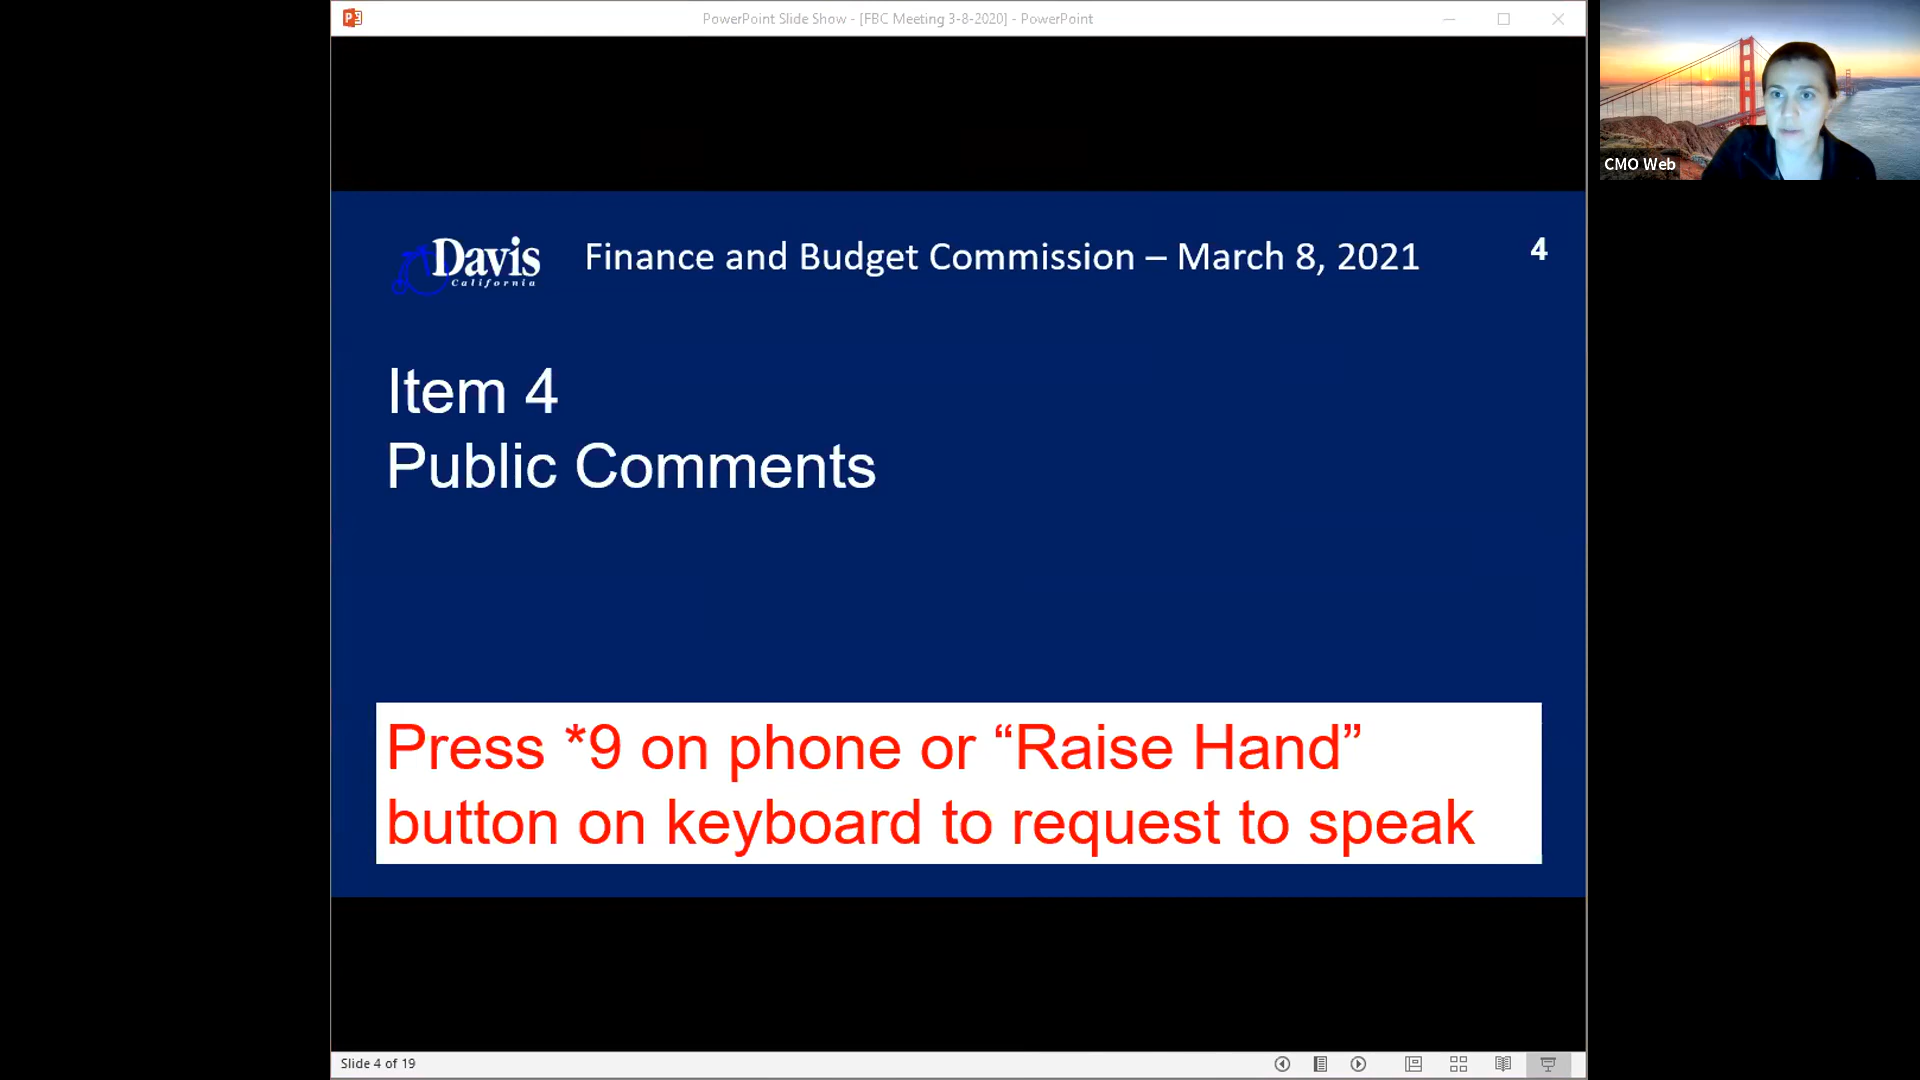 PowerPoint Slide Show - [FBC Meeting 3-8-2020] - PowerPoint
CMO Web
Davis
California
Finance and Budget Commission – March 8, 2021
4
Item 4
Public Comments
Press *9 on phone or “Raise Hand”
button on keyboard to request to speak
Slide 4 of 19